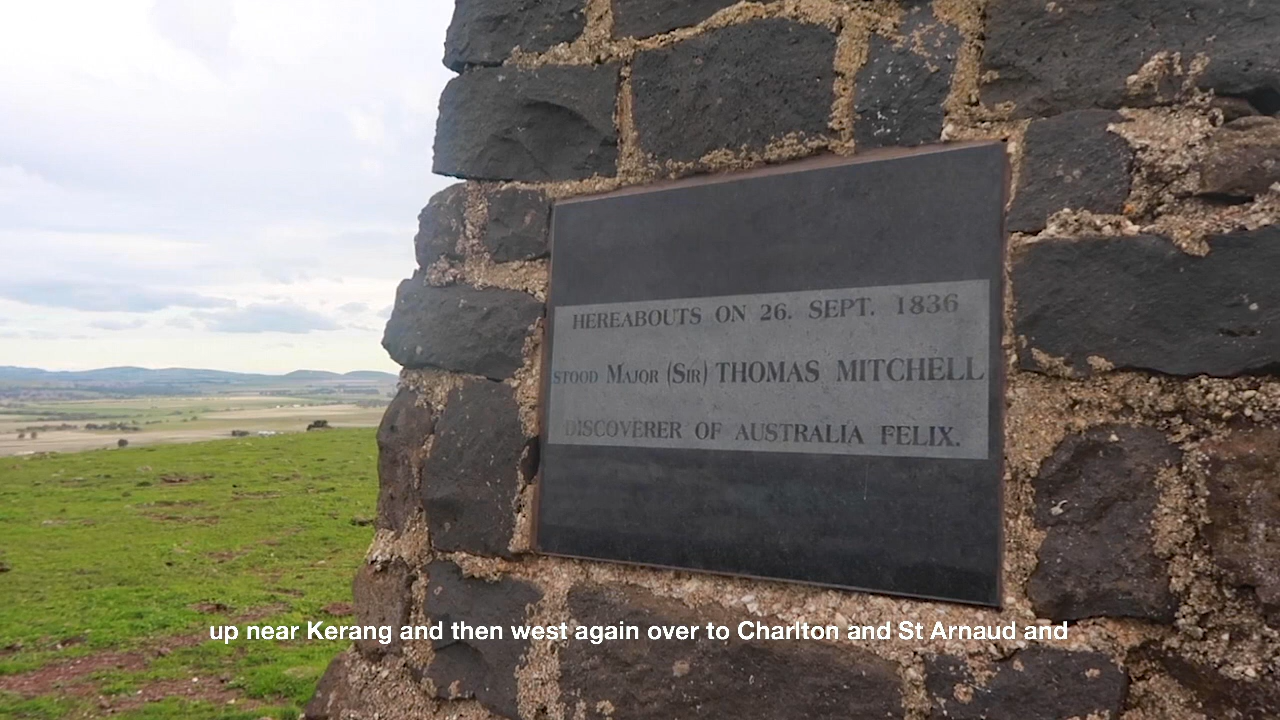 HEREABOUTS ON 26. SEPT. 1836
STOOD MAJOR (SIR) THOMAS MITCHELL
DISCOVERER OF AUSTRALIA FELIX.
up near Kerang and then west again over to Charlton and St Arnaud and